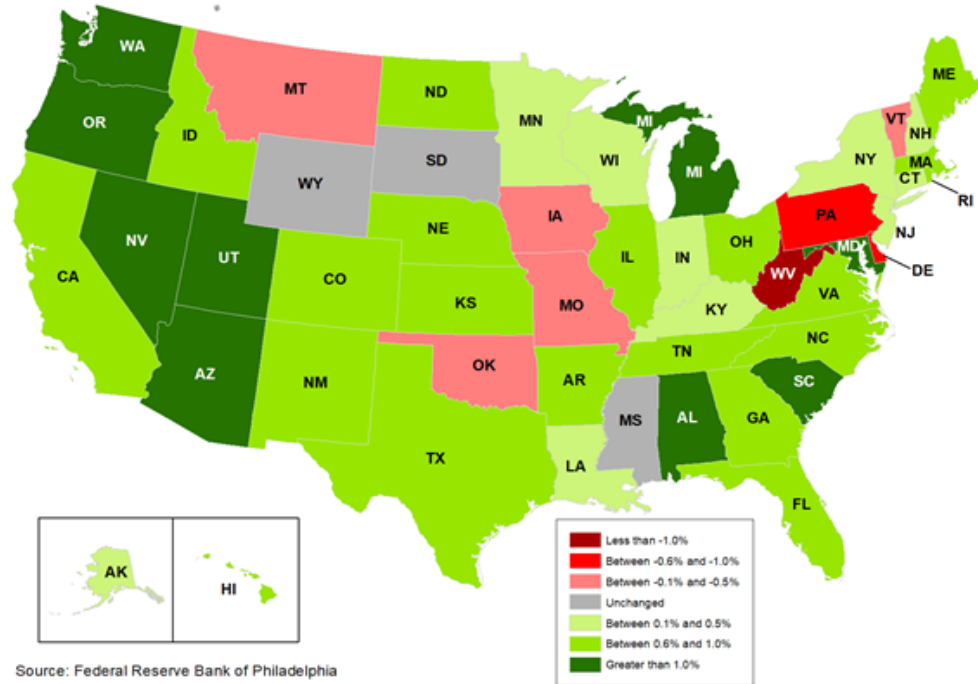 WA
MT
ND
MN
ME
OR
ID
SD
WI
MI
VT
NH
NY
MA
CT
RI
WY
MI
IA
NE
PA
NJ
NV
UT
CA
CO
IL
IN
OH
MD
DE
WV
VA
KS
MO
KY
AZ
NM
OK
AR
TN
NC
SC
MS
AL
GA
TX
LA
FL
AK
HI
Less than -1.0%
Between -0.6% and -1.0%
Between -0.1% and -0.5%
Unchanged
Between 0.1% and 0.5%
Between 0.6% and 1.0%
Greater than 1.0%
Source: Federal Reserve Bank of Philadelphia